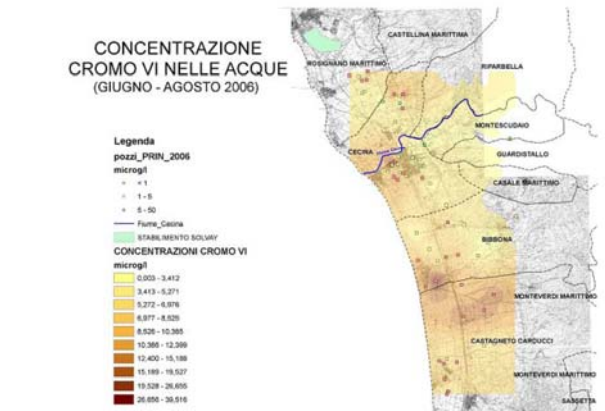 CONCENTRAZIONE
CROMO VI NELLE ACQUE
(GIUGNO - AGOSTO 2006)
CASTELLINA MARITTIMA
ROSIGNANO MARITTIMO
RIPARBELLA
MONTESCUDAIO
CECINA
GUARDISTALLO
CASALE MARITTIMO
BIBBONA
MONTEVERDI MARITTIMO
CASTAGNETO CARDUCCI
MONTEVERDI MARITTIMO
SASSETTA
Legenda
pozzi_PRIN_2006
microg/l
< 1
1 - 5
5 - 50
Fiume_Cecina
STABILIMENTO SOLVAY
CONCENTRAZIONI CROMO VI
microg/l
0,003 - 3,412
3,413 - 5,271
5,272 - 6,976
6,977 - 8,525
8,526 - 10,385
10,386 - 12,399
12,400 - 15,188
15,189 - 19,527
19,528 - 26,655
26,656 - 39,516